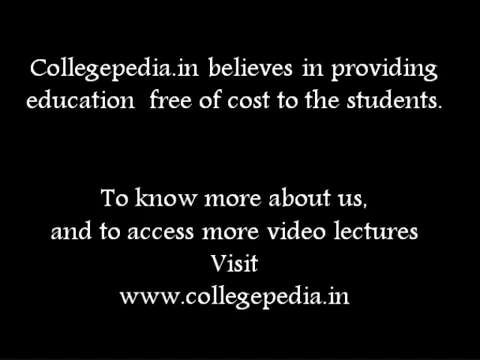 Collegepedia.in believes in providing
education free of cost to the students.
To know more about us,
and to access more video lectures
Visit
www.collegepedia.in